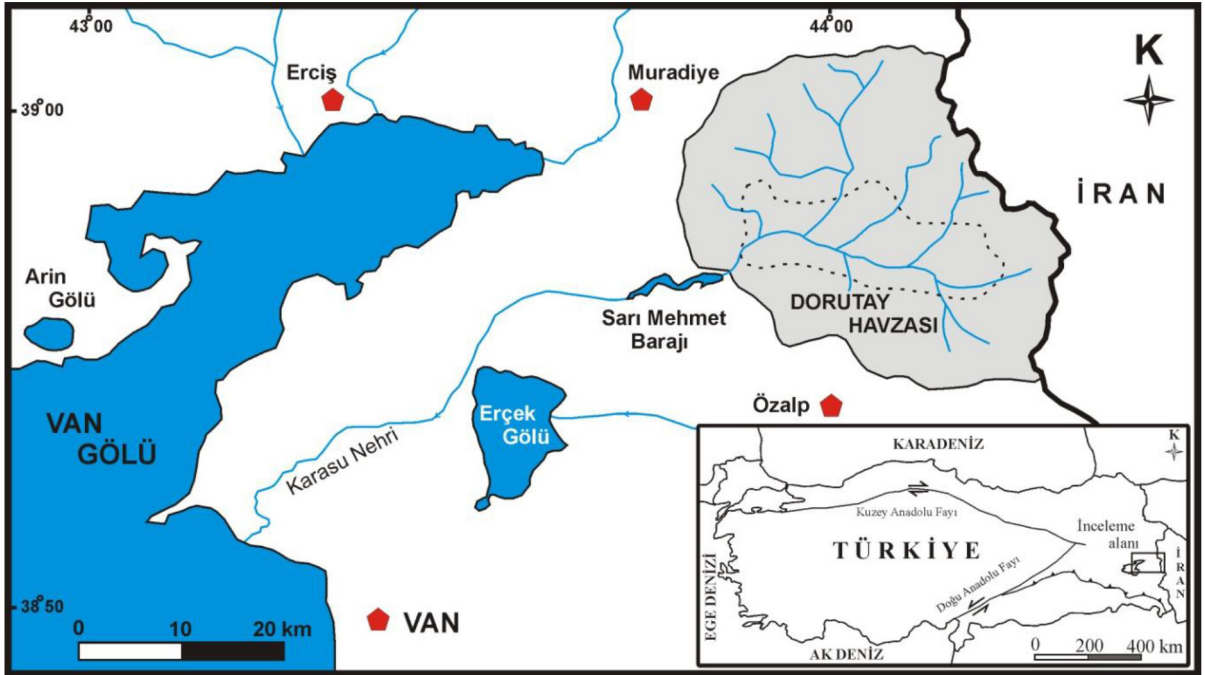 43°00
44°00
K
Erciş
Muradiye
39°00
İRAN
Arin
Gölü
DORUTAY
HAVZASI
Sarı Mehmet
Barajı
Özalp
VAN
GÖLÜ
Erçek
Gölü
Karasu Nehri
38°50
VAN
0 10 20 km
KARADENİZ
K
Kuzey Anadolu Fayı
İnceleme
alanı
TÜRKİYE
Doğu Anadolu Fayı
EGE DENİZİ
İRAN
AK DENİZ
0 200 400 km